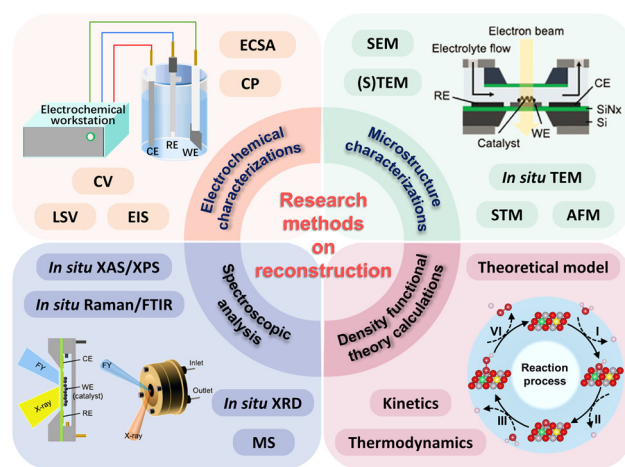 ECSA
CP
Electrochemical
workstation
CE
RE
WE
CV
LSV
EIS
Electrochemical
characterizations
SEM
(S)TEM
Electron beam
Electrolyte flow
RE
CE
SiNx
Si
WE
Catalyst
In situ TEM
STM
AFM
Microstructure
characterizations
Research
methods
on
reconstruction
In situ XAS/XPS
In situ Raman/FTIR
Spectroscopic
analysis
CE
FY
WE
(catalyst)
X-ray
RE
FY
Inlet
Outlet
X-ray
In situ XRD
MS
Density functional
theory calculations
Theoretical model
VI
I
Reaction
process
III
II
Kinetics
Thermodynamics